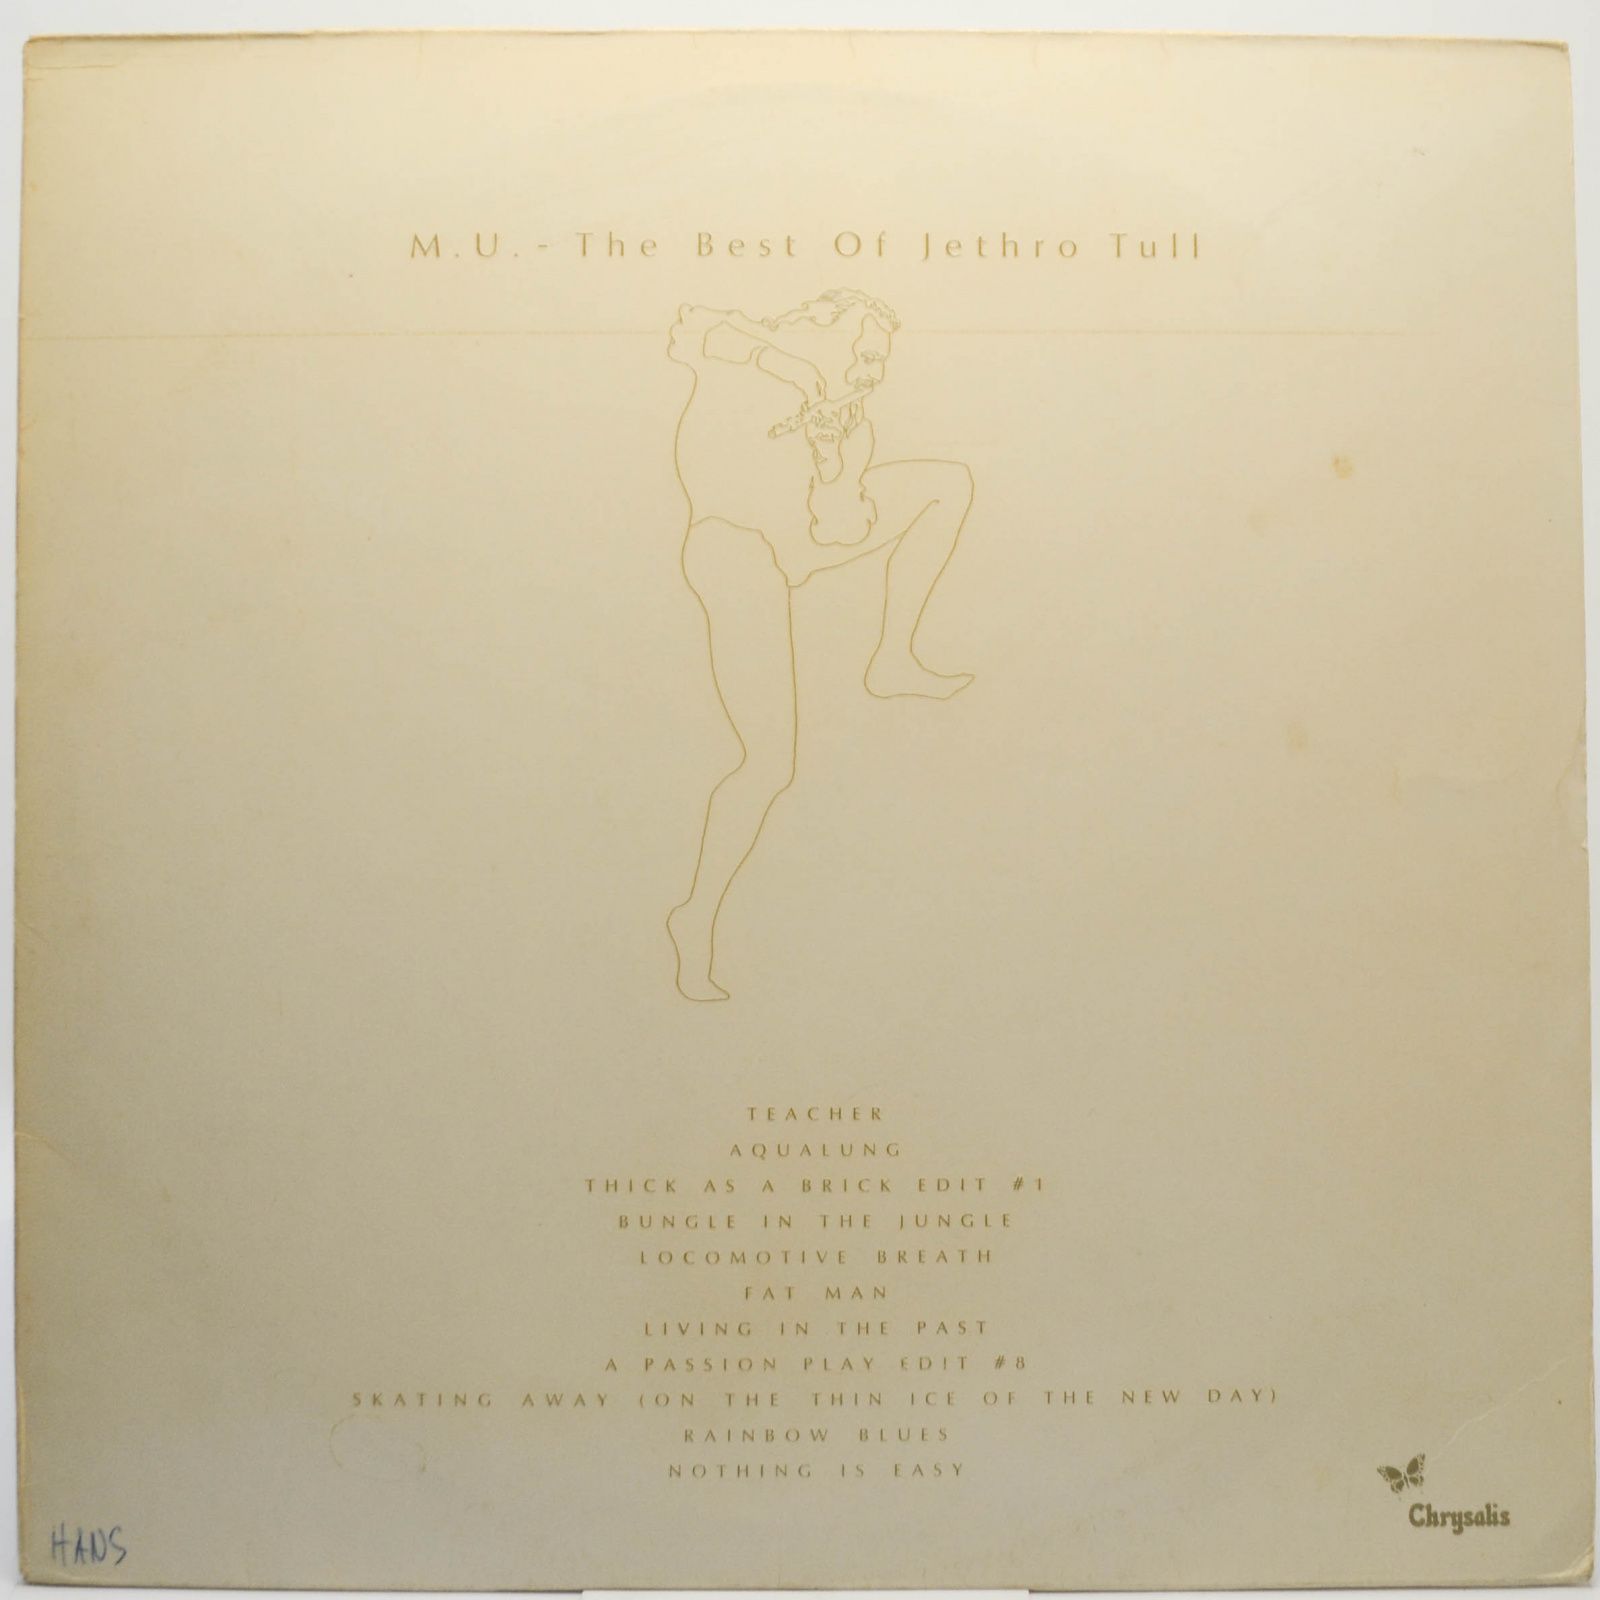 M.U. - The Best Of Jethro Tull
TEACHER
AQUALUNG
THICK AS A BRICK EDIT #1
BUNGLE IN THE JUNGLE
LOCOMOTIVE BREATH
FAT MAN
LIVING IN THE PAST
A PASSION PLAY EDIT #8
SKATING AWAY (ON THE THIN ICE OF THE NEW DAY)
RAINBOW BLUES
NOTHING IS EASY
Chrysalis
HANS